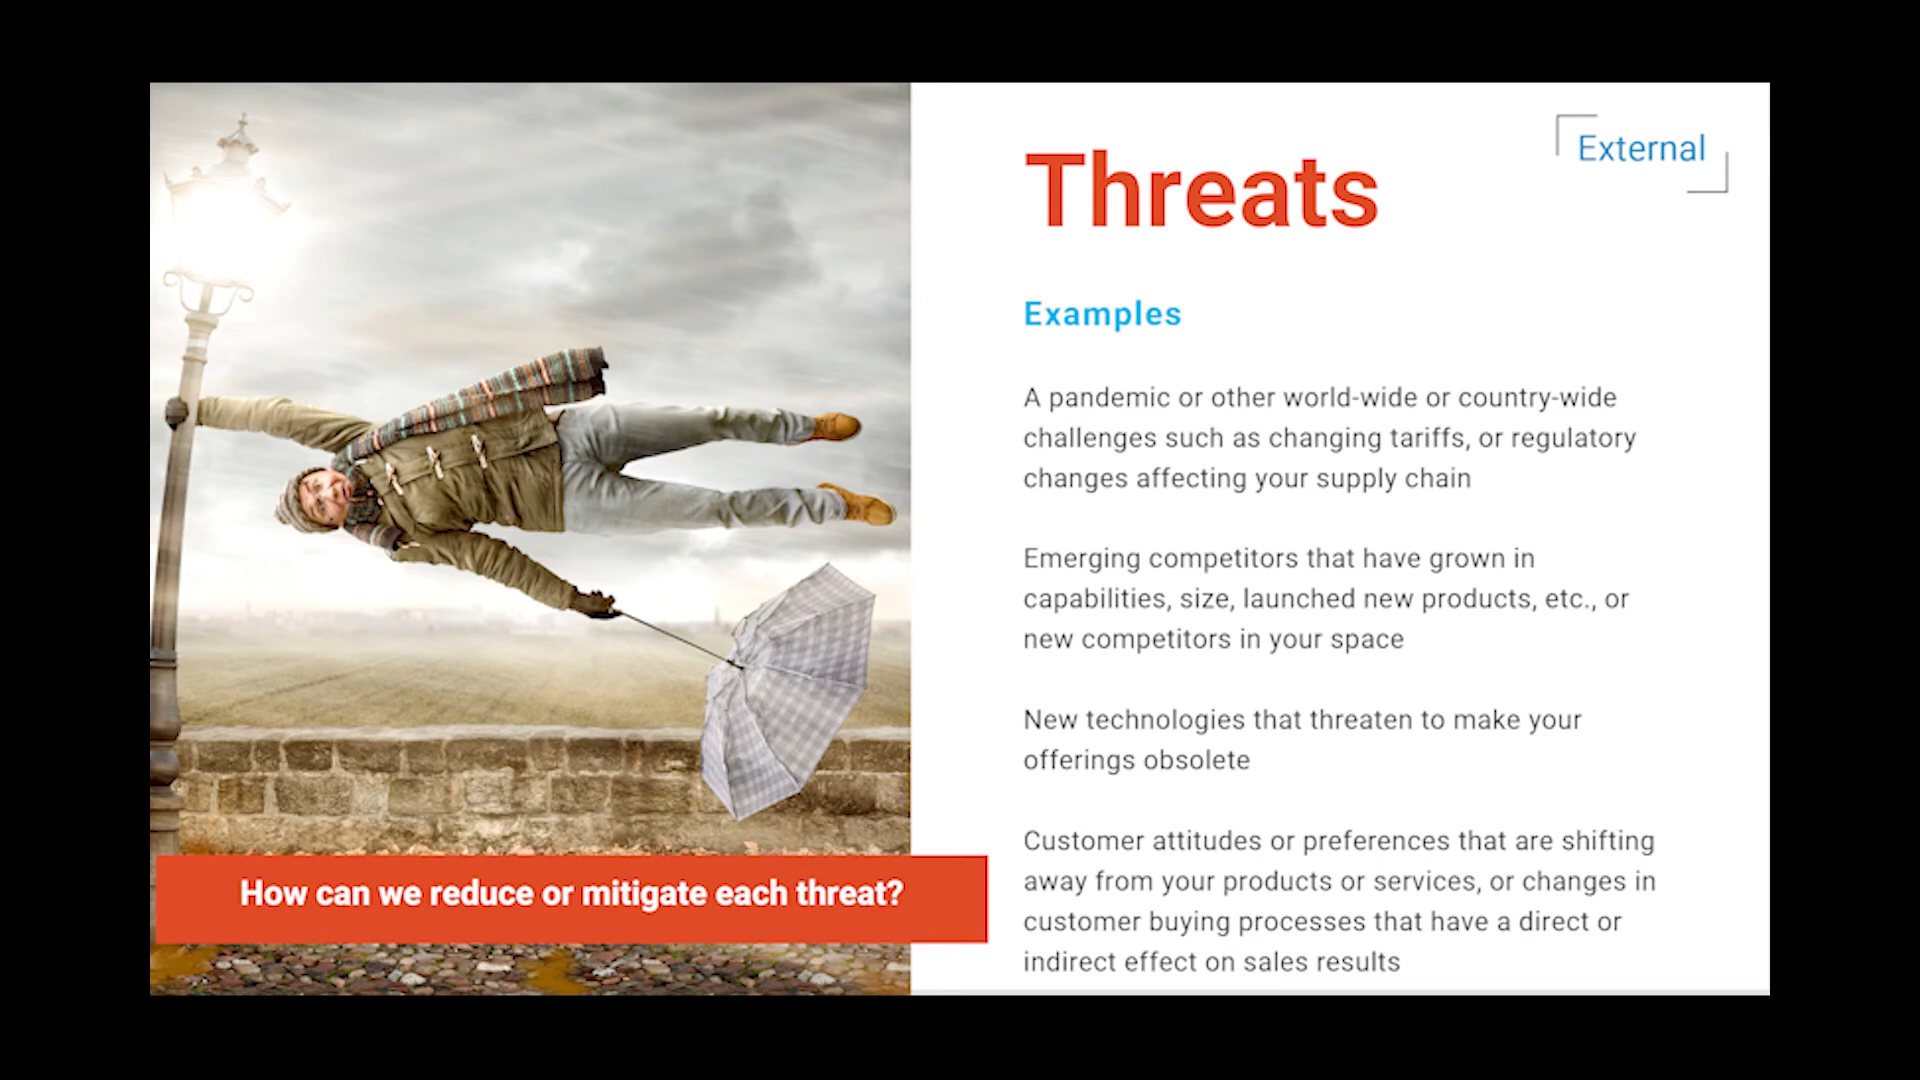 Threats
External
Examples
A pandemic or other world-wide or country-wide
challenges such as changing tariffs, or regulatory
changes affecting your supply chain
Emerging competitors that have grown in
capabilities, size, launched new products, etc., or
new competitors in your space
New technologies that threaten to make your
offerings obsolete
Customer attitudes or preferences that are shifting
away from your products or services, or changes in
customer buying processes that have a direct or
indirect effect on sales results
How can we reduce or mitigate each threat?